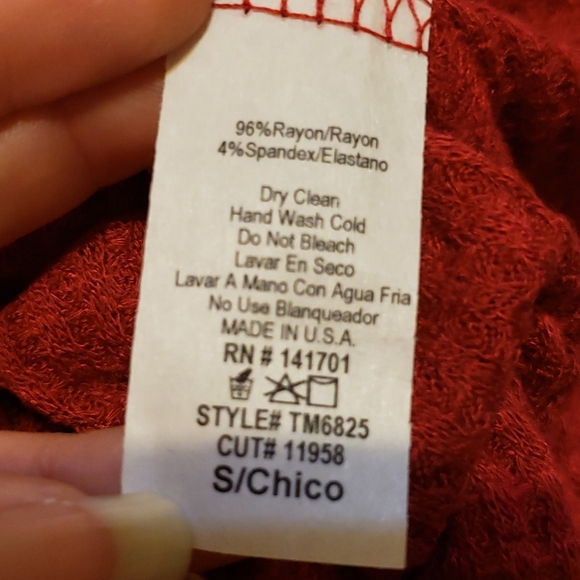 96%Rayon/Rayon
4%Spandex/Elastano
Dry Clean
Hand Wash Cold
Do Not Bleach
Lavar En Seco
Lavar A Mano Con Agua Fria
No Use Blanqueador
MADE IN U.S.A.
RN # 141701
STYLE# TM6825
CUT# 11958
S/Chico